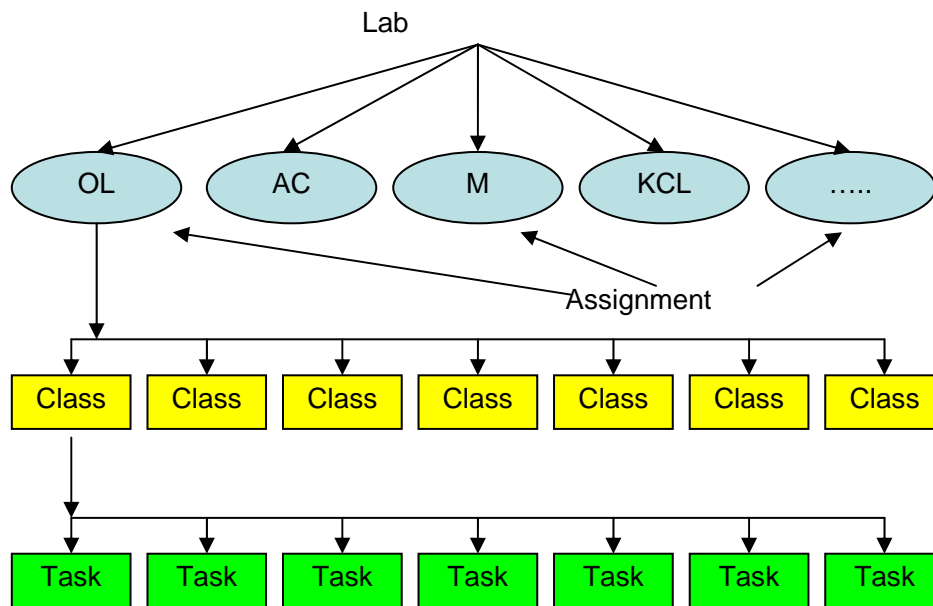 Lab
OL AC M KCL …..
Assignment
Class Class Class Class Class Class Class
Task Task Task Task Task Task Task